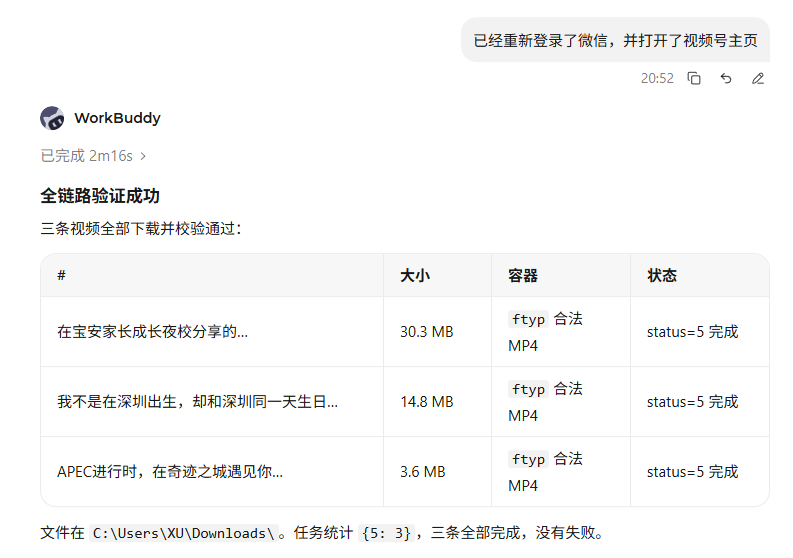 已经重新登录了微信，并打开了视频号主页
20:52
WorkBuddy
已完成 2m16s >
全链路验证成功
三条视频全部下载并校验通过：
# 大小 容器 状态
在宝安家长成长夜校分享的... 30.3 MB ftyp 合法 MP4 status=5 完成
我不是在深圳出生，却和深圳同一天生日... 14.8 MB ftyp 合法 MP4 status=5 完成
APEC进行时，在奇迹之城遇见你... 3.6 MB ftyp 合法 MP4 status=5 完成
文件在 C:\Users\XU\Downloads\。任务统计 {5: 3}，三条全部完成，没有失败。